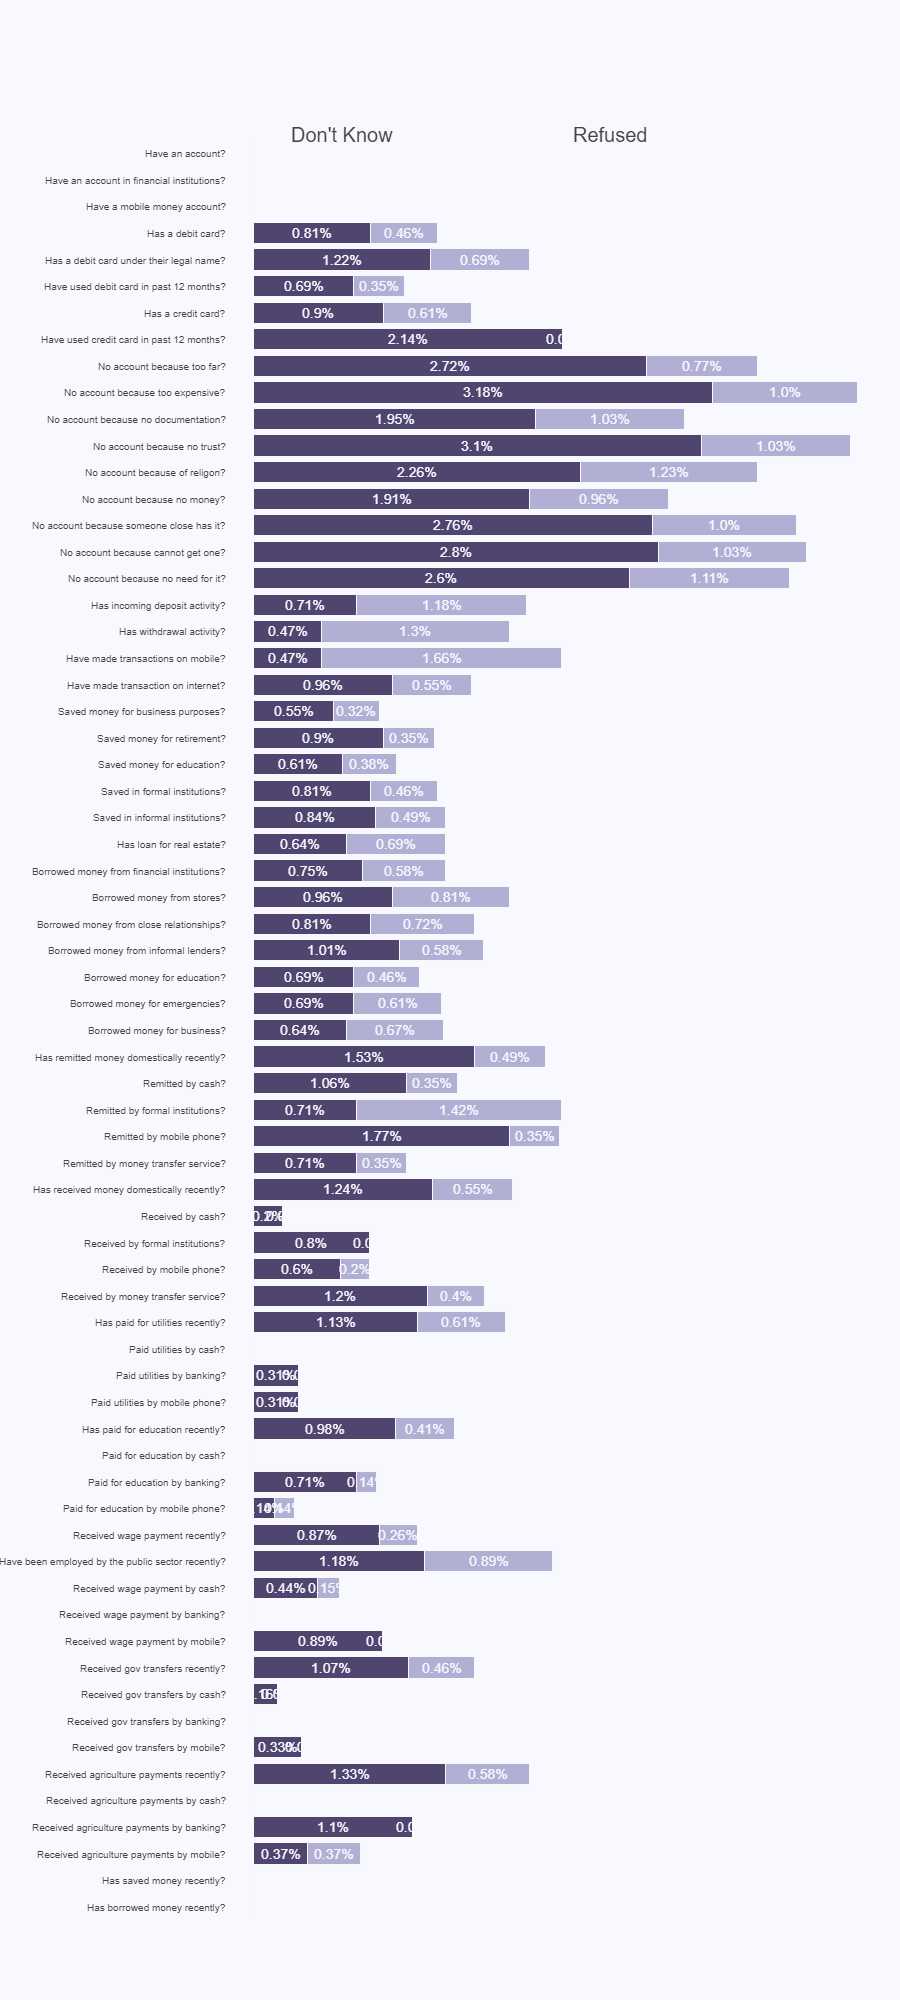 Don't Know Refused
Have an account?
Have an account in financial institutions?
Have a mobile money account?
Has a debit card? 0.81% 0.46%
Has a debit card under their legal name? 1.22% 0.69%
Have used debit card in past 12 months? 0.69% 0.35%
Has a credit card? 0.9% 0.61%
Have used credit card in past 12 months? 2.14%
No account because too far? 2.72% 0.77%
No account because too expensive? 3.18% 1.0%
No account because no documentation? 1.95% 1.03%
No account because no trust? 3.1% 1.03%
No account because of religon? 2.26% 1.23%
No account because no money? 1.91% 0.96%
No account because someone close has it? 2.76% 1.0%
No account because cannot get one? 2.8% 1.03%
No account because no need for it? 2.6% 1.11%
Has incoming deposit activity? 0.71% 1.18%
Has withdrawal activity? 0.47% 1.3%
Have made transactions on mobile? 0.47% 1.66%
Have made transaction on internet? 0.96% 0.55%
Saved money for business purposes? 0.55% 0.32%
Saved money for retirement? 0.9% 0.35%
Saved money for education? 0.61% 0.38%
Saved in formal institutions? 0.81% 0.46%
Saved in informal institutions? 0.84% 0.49%
Has loan for real estate? 0.64% 0.69%
Borrowed money from financial institutions? 0.75% 0.58%
Borrowed money from stores? 0.96% 0.81%
Borrowed money from close relationships? 0.81% 0.72%
Borrowed money from informal lenders? 1.01% 0.58%
Borrowed money for education? 0.69% 0.46%
Borrowed money for emergencies? 0.69% 0.61%
Borrowed money for business? 0.64% 0.67%
Has remitted money domestically recently? 1.53% 0.49%
Remitted by cash? 1.06% 0.35%
Remitted by formal institutions? 0.71% 1.42%
Remitted by mobile phone? 1.77% 0.35%
Remitted by money transfer service? 0.71% 0.35%
Has received money domestically recently? 1.24% 0.55%
Received by cash?
Received by formal institutions? 0.8%
Received by mobile phone? 0.6% 0.2%
Received by money transfer service? 1.2% 0.4%
Has paid for utilities recently? 1.13% 0.61%
Paid utilities by cash?
Paid utilities by banking? 0.31%
Paid utilities by mobile phone? 0.31%
Has paid for education recently? 0.98% 0.41%
Paid for education by cash?
Paid for education by banking? 0.71%
Paid for education by mobile phone?
Received wage payment recently? 0.87% 0.26%
Have been employed by the public sector recently? 1.18% 0.89%
Received wage payment by cash? 0.44%
Received wage payment by banking?
Received wage payment by mobile? 0.89%
Received gov transfers recently? 1.07% 0.46%
Received gov transfers by cash?
Received gov transfers by banking?
Received gov transfers by mobile? 0.33%
Received agriculture payments recently? 1.33% 0.58%
Received agriculture payments by cash?
Received agriculture payments by banking? 1.1%
Received agriculture payments by mobile? 0.37% 0.37%
Has saved money recently?
Has borrowed money recently?